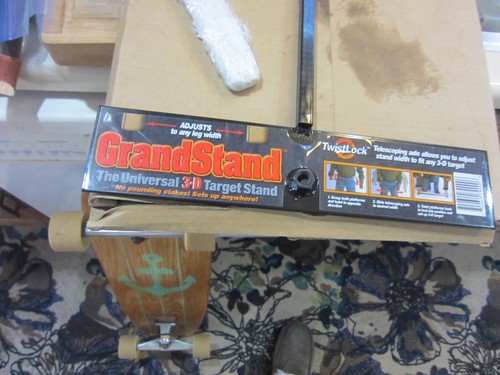 ADJUSTS
to any leg width
GrandStand
The Universal 3-D Target Stand
No pounding stakes! Sets up anywhere!
TwistLock
Telescoping axle allows you to adjust
stand width to fit any 3-D target